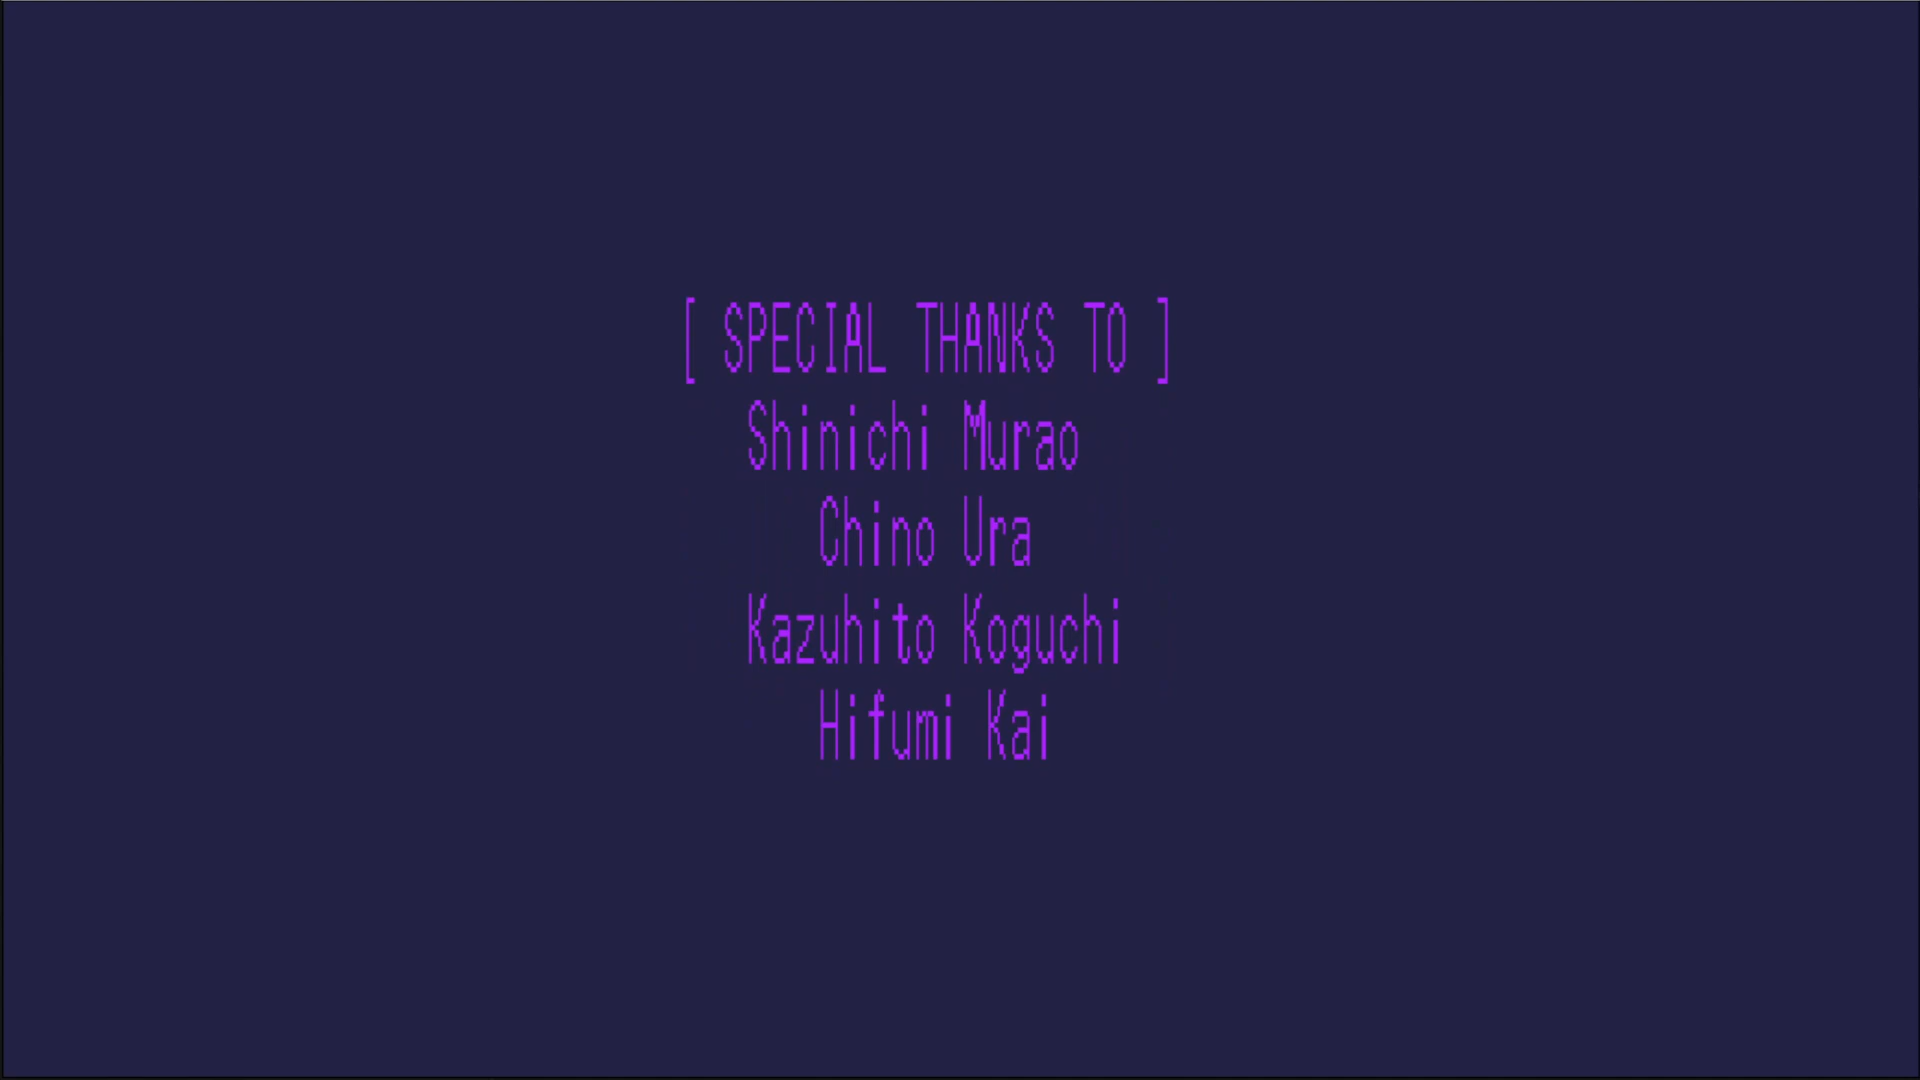 [ SPECIAL THANKS TO ]
Shinichi Murao
Chino Ura
Kazuhito Koguchi
Hifumi Kai